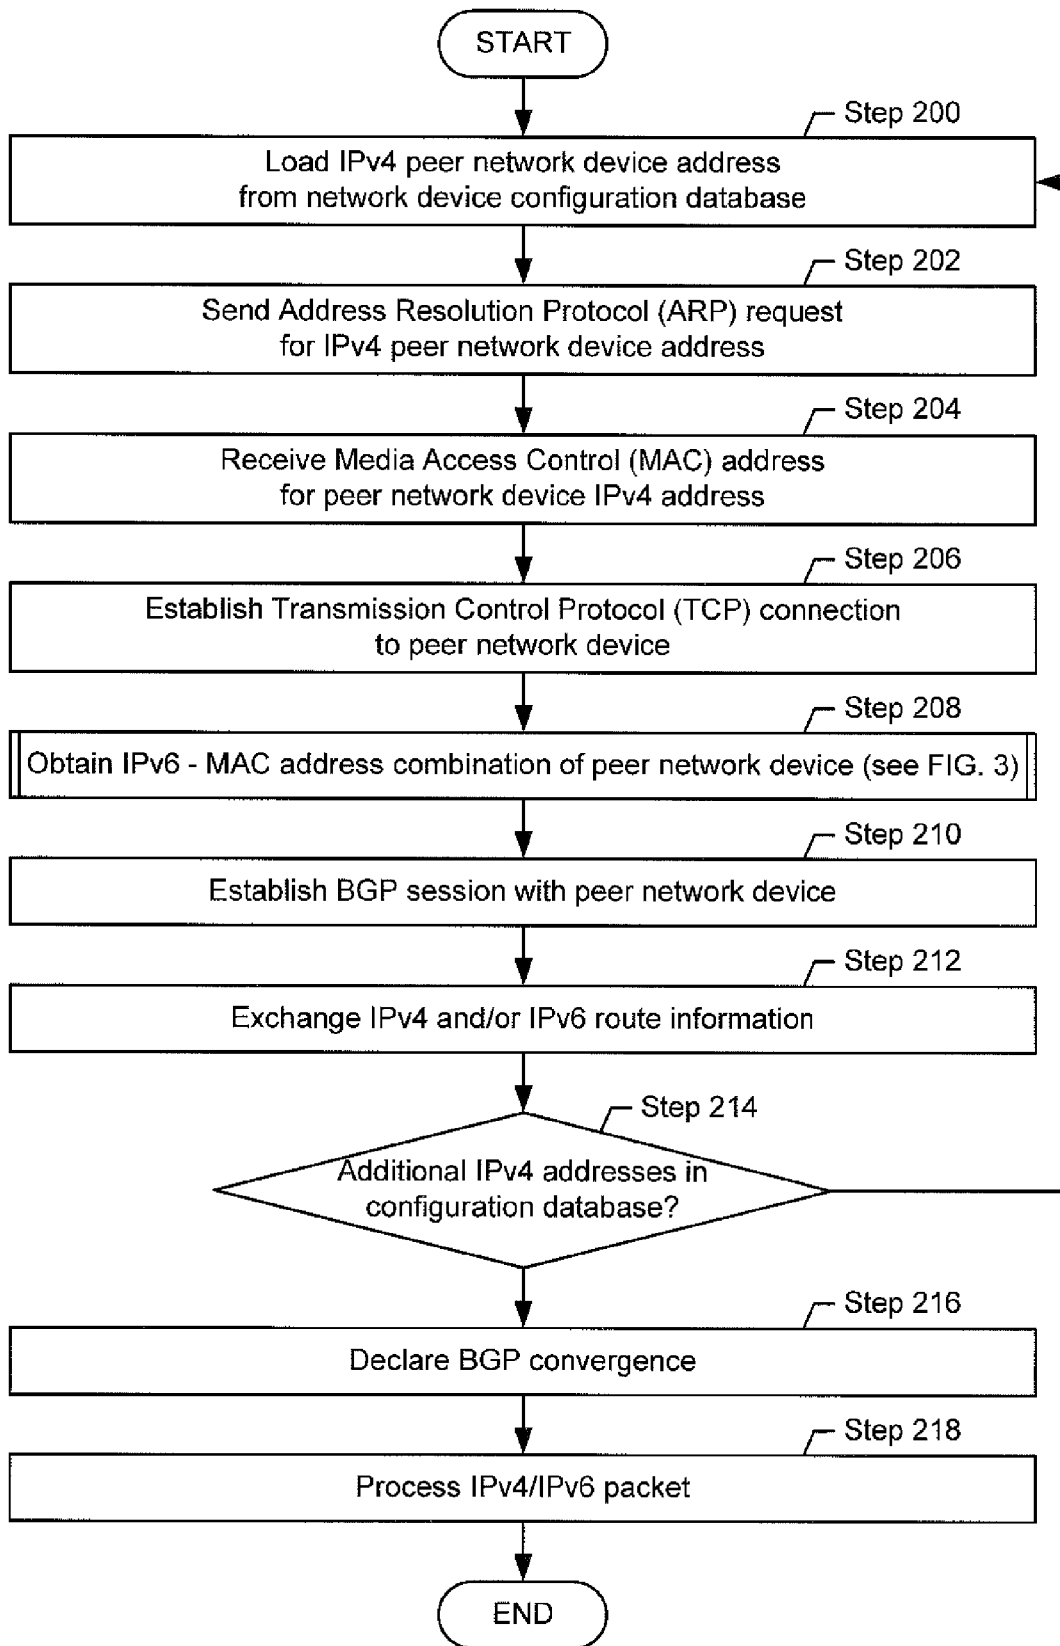 START
Step 200
Load IPv4 peer network device address
from network device configuration database
Step 202
Send Address Resolution Protocol (ARP) request
for IPv4 peer network device address
Step 204
Receive Media Access Control (MAC) address
for peer network device IPv4 address
Step 206
Establish Transmission Control Protocol (TCP) connection
to peer network device
Step 208
Obtain IPv6 - MAC address combination of peer network device (see FIG. 3)
Step 210
Establish BGP session with peer network device
Step 212
Exchange IPv4 and/or IPv6 route information
Step 214
Additional IPv4 addresses in
configuration database?
Step 216
Declare BGP convergence
Step 218
Process IPv4/IPv6 packet
END